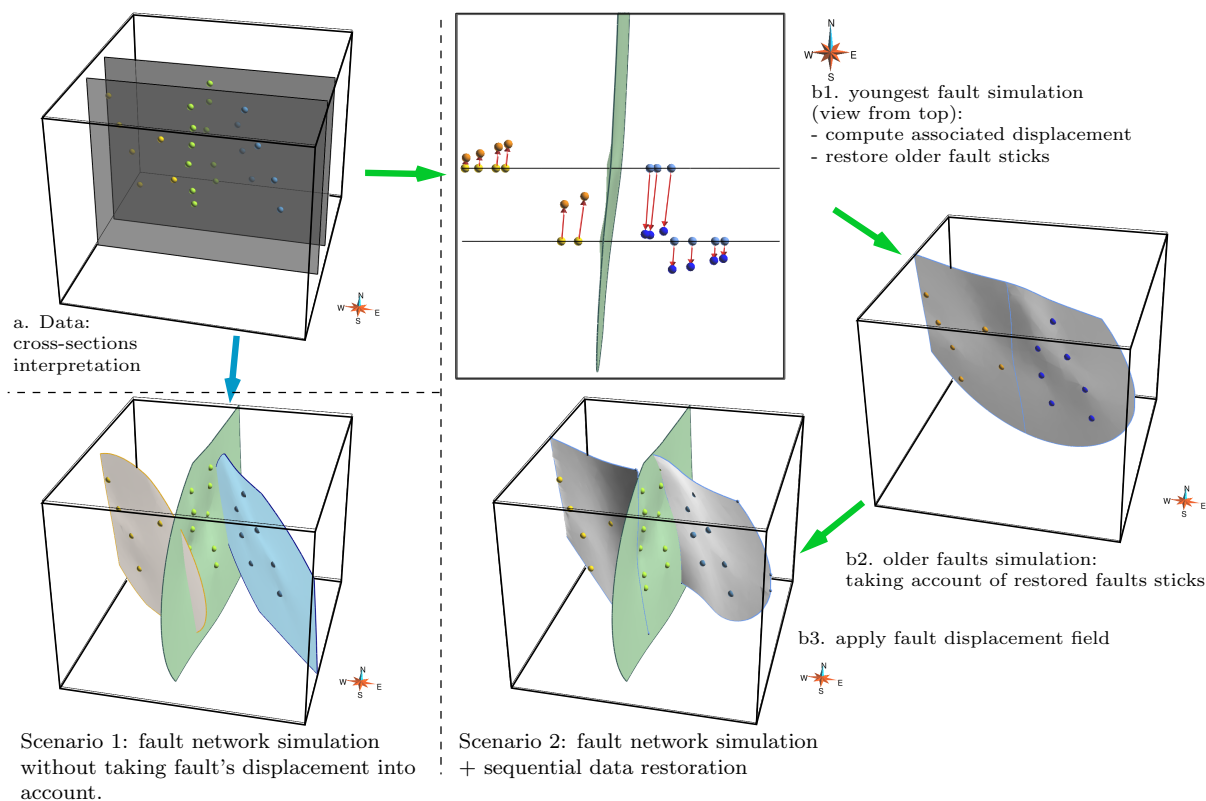 N
W
E
S
b1. youngest fault simulation
(view from top):
- compute associated displacement
- restore older fault sticks
N
W
E
S
a. Data:
cross-sections
interpretation
N
W
E
S
b2. older faults simulation:
taking account of restored faults sticks
b3. apply fault displacement field
N
W
E
S
N
W
E
S
Scenario 1: fault network simulation
without taking fault's displacement into
account.
Scenario 2: fault network simulation
+ sequential data restoration